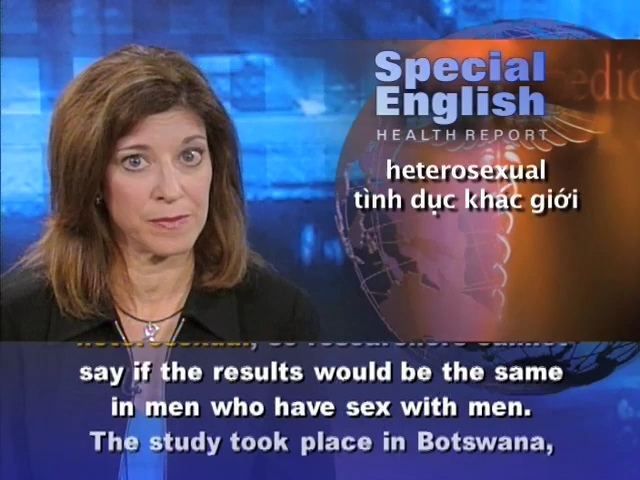 Special
English
HEALTH REPORT
heterosexual
tình dục khác giới
say if the results would be the same
in men who have sex with men.
The study took place in Botswana,